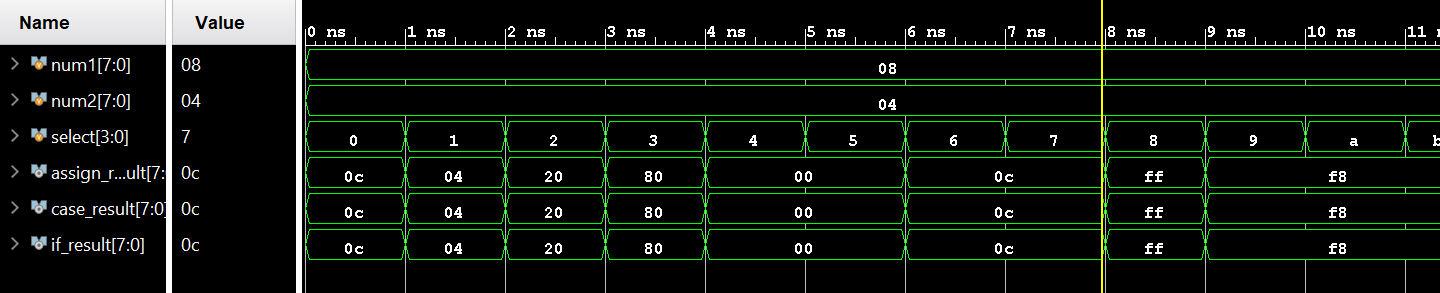 Name Value
0 ns 1 ns 2 ns 3 ns 4 ns 5 ns 6 ns 7 ns 8 ns 9 ns 10 ns 11 ns
num1[7:0] 08 08
num2[7:0] 04 04
select[3:0] 7 0 1 2 3 4 5 6 7 8 9 a b
assign_r...ult[7: 0c 0c 04 20 80 00 0c ff f8
case_result[7:0] 0c 0c 04 20 80 00 0c ff f8
if_result[7:0] 0c 0c 04 20 80 00 0c ff f8